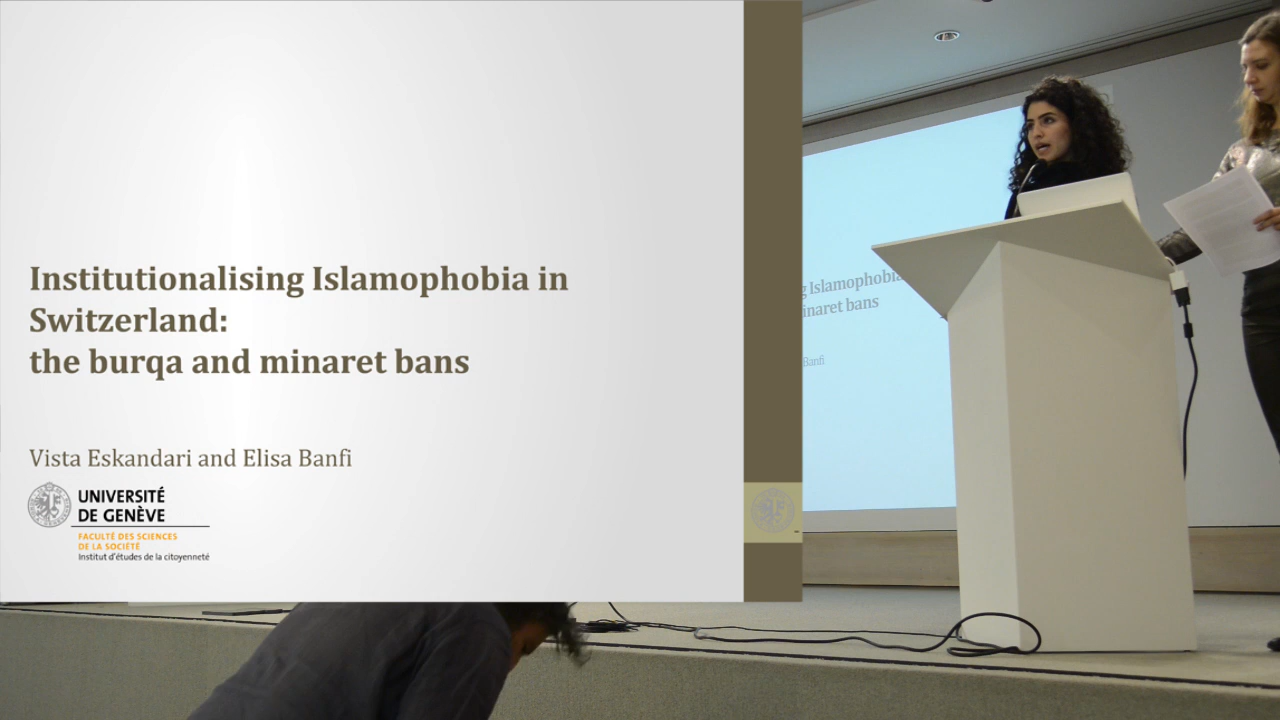 Institutionalising Islamophobia in
Switzerland:
the burqa and minaret bans
Vista Eskandari and Elisa Banfi
UNIVERSITÉ
DE GENÈVE
FACULTÉ DES SCIENCES
DE LA SOCIÉTÉ
Institut d'études de la citoyenneté
g Islamophobia
inaret bans
Banfi